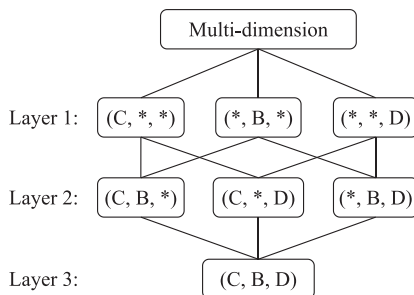 Multi-dimension
Layer 1: (C, *, *) (*, B, *) (*, *, D)
Layer 2: (C, B, *) (C, *, D) (*, B, D)
Layer 3: (C, B, D)